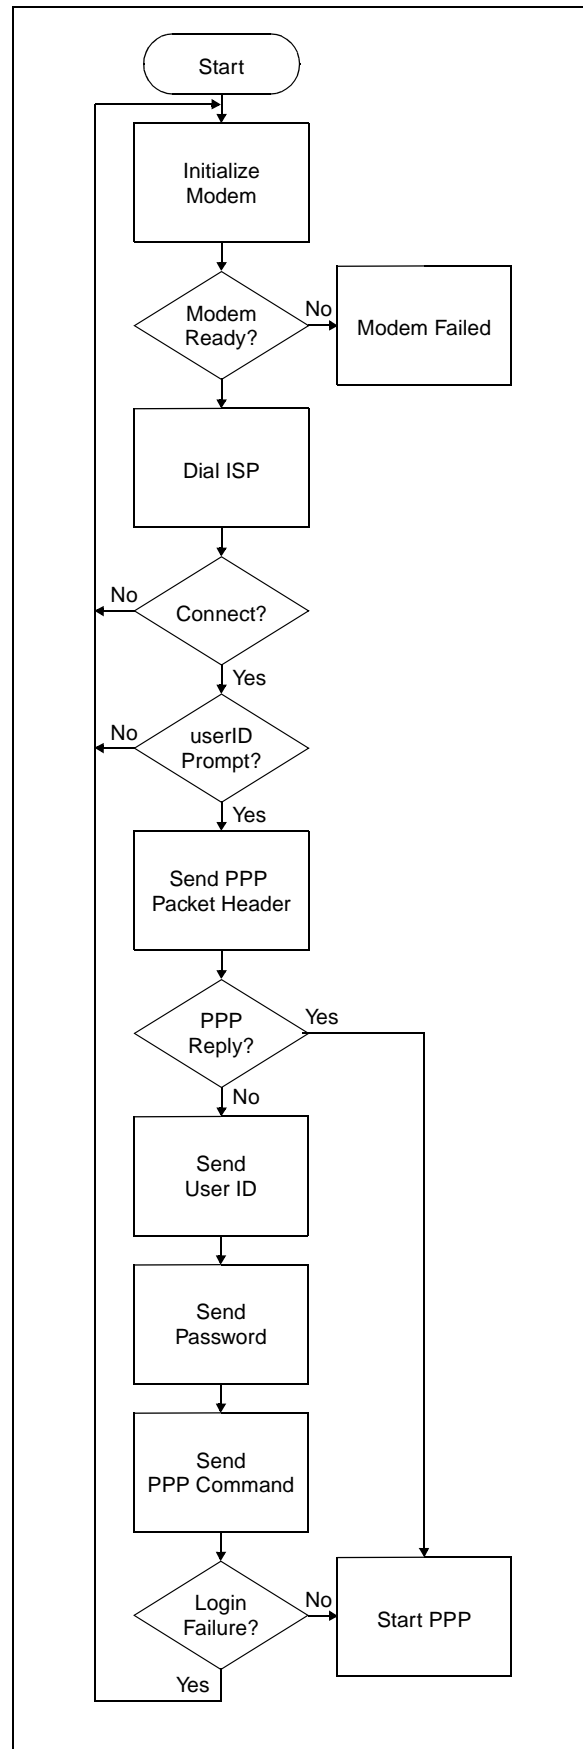 Start
Initialize
Modem
Modem
Ready?
No
Modem Failed
Dial ISP
No
Connect?
Yes
No
userID
Prompt?
Yes
Send PPP
Packet Header
PPP
Reply?
Yes
No
Send
User ID
Send
Password
Send
PPP Command
Login
Failure?
No
Start PPP
Yes